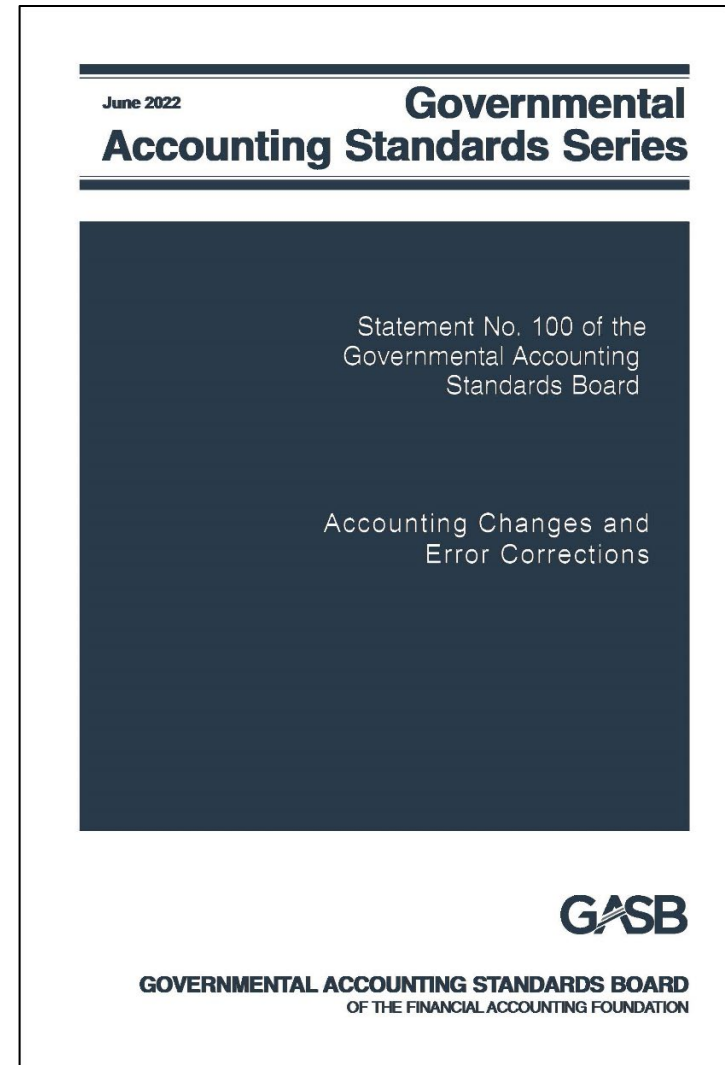 June 2022
Governmental
Accounting Standards Series
Statement No. 100 of the
Governmental Accounting
Standards Board
Accounting Changes and
Error Corrections
GASB
GOVERNMENTAL ACCOUNTING STANDARDS BOARD
OF THE FINANCIAL ACCOUNTING FOUNDATION